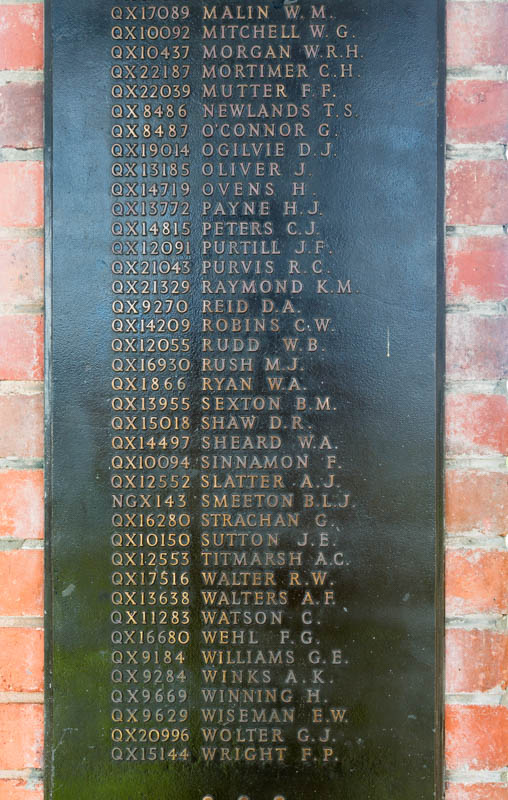 QX17089 MALIN W. M.
QX10092 MITCHELL W. G.
QX10437 MORGAN W.R.H.
QX22187 MORTIMER C.H.
QX22039 MUTTER F. F.
QX8486 NEWLANDS T. S.
QX8487 O'CONNOR G.
QX19014 OGILVIE D. J.
QX13185 OLIVER J.
QX14719 OVENS H.
QX13772 PAYNE H. J.
QX14815 PETERS C.J.
QX12091 PURTILL J.F.
QX21043 PURVIS R. C.
QX21329 RAYMOND K. M.
QX9270 REID D. A.
QX14209 ROBINS C. W.
QX12055 RUDD W. B.
QX16930 RUSH M. J.
QX1866 RYAN W. A.
QX13955 SEXTON B. M.
QX15018 SHAW D. R.
QX14497 SHEARD W. A.
QX10094 SINNAMON F.
QX12552 SLATTER A. J.
NGX143 SMEETON B.L.J.
QX16280 STRACHAN G.
QX10150 SUTTON J. E.
QX12553 TITMARSH A.C.
QX17516 WALTER R. W.
QX13638 WALTERS A. F.
QX11283 WATSON C.
QX16680 WEHL F. G.
QX9184 WILLIAMS G. E.
QX9284 WINKS A. K.
QX9669 WINNING H.
QX9629 WISEMAN E.W.
QX20996 WOLTER G. J.
QX15144 WRIGHT F. P.